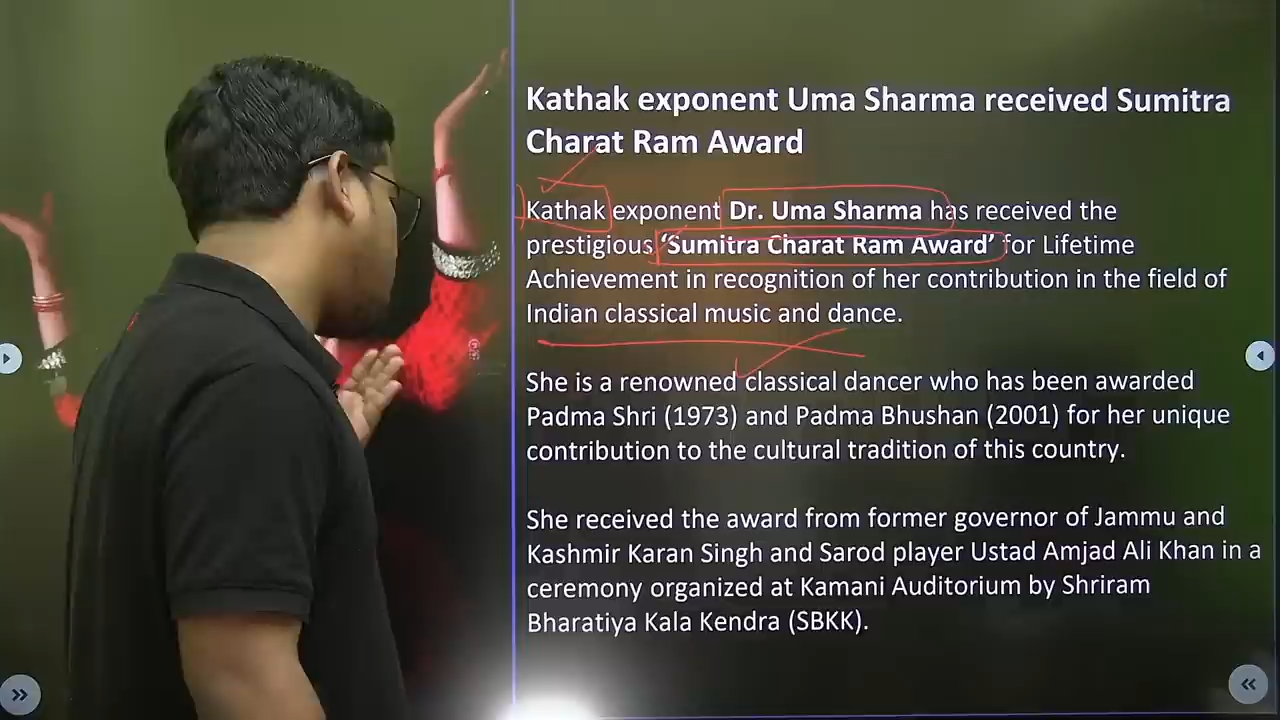 Kathak exponent Uma Sharma received Sumitra
Charat Ram Award
Kathak exponent Dr. Uma Sharma has received the
prestigious ‘Sumitra Charat Ram Award’ for Lifetime
Achievement in recognition of her contribution in the field of
Indian classical music and dance.
She is a renowned classical dancer who has been awarded
Padma Shri (1973) and Padma Bhushan (2001) for her unique
contribution to the cultural tradition of this country.
She received the award from former governor of Jammu and
Kashmir Karan Singh and Sarod player Ustad Amjad Ali Khan in a
ceremony organized at Kamani Auditorium by Shriram
Bharatiya Kala Kendra (SBKK).